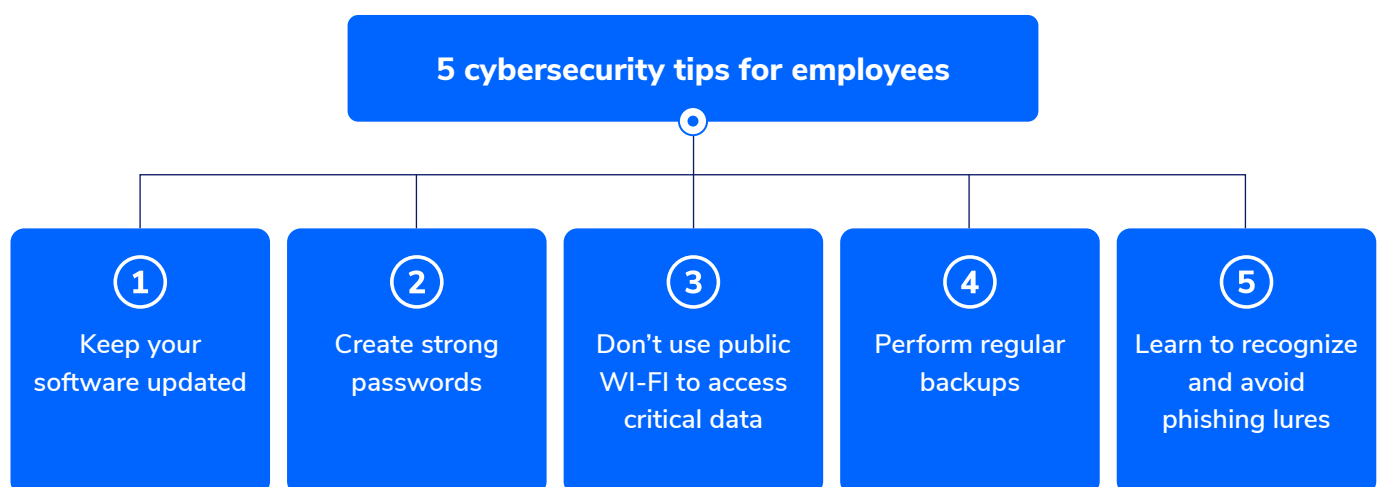 5 cybersecurity tips for employees
1
Keep your
software updated
2
Create strong
passwords
3
Don’t use public
WI-FI to access
critical data
4
Perform regular
backups
5
Learn to recognize
and avoid
phishing lures